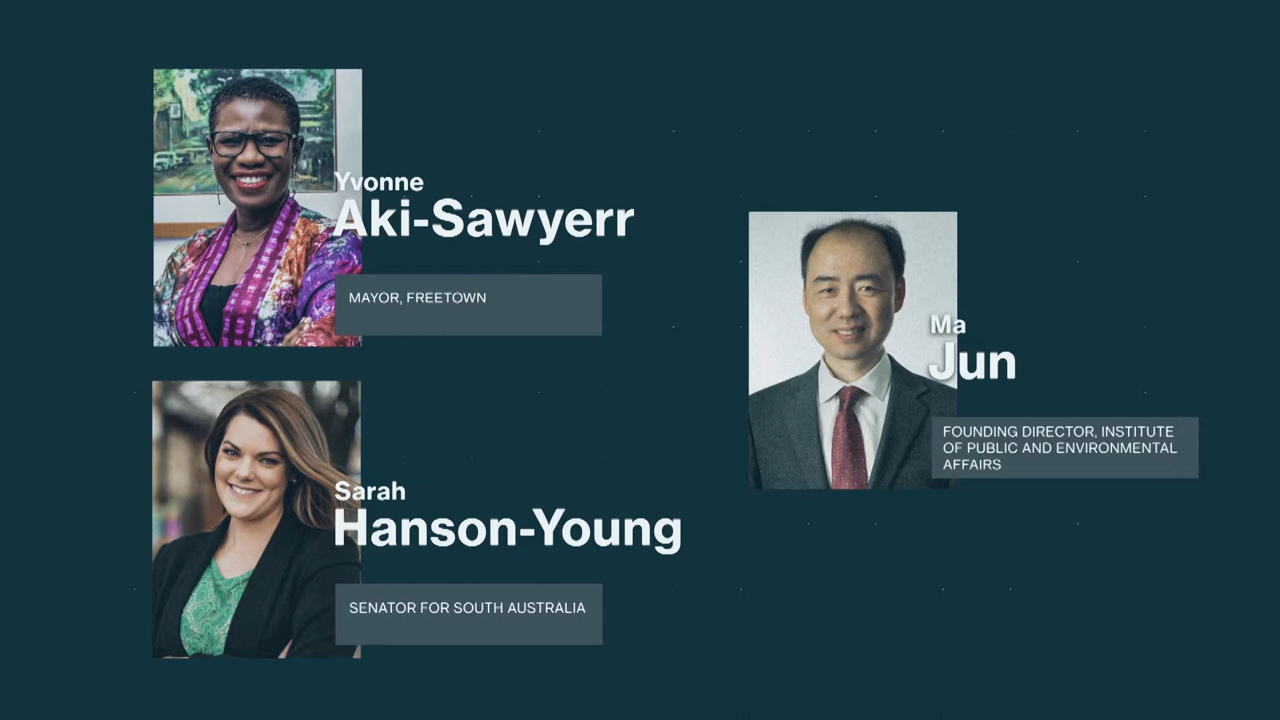 Yvonne
Aki-Sawyerr
MAYOR, FREETOWN
Sarah
Hanson-Young
SENATOR FOR SOUTH AUSTRALIA
Ma
Jun
FOUNDING DIRECTOR, INSTITUTE
OF PUBLIC AND ENVIRONMENTAL
AFFAIRS